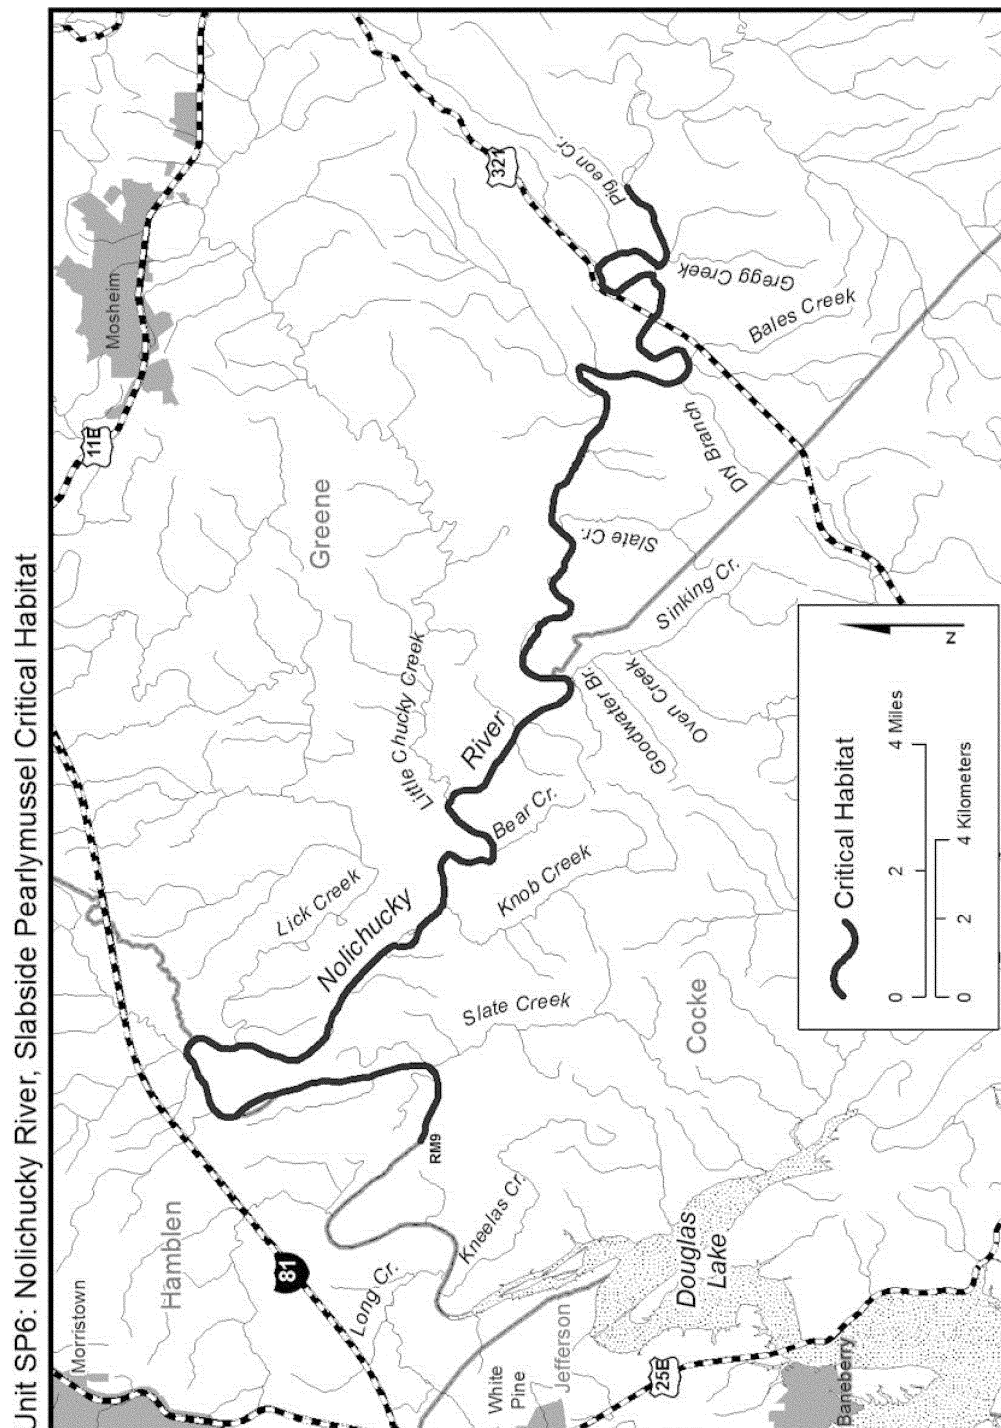 Unit SP6: Nolichucky River, Slabside Pearlymussel Critical Habitat
Morristown
Hamblen
81
Long Cr.
White
Pine
Jefferson
25E
Baneberry
Douglas
Lake
Kneelas Cr.
RM9
Lick Creek
Nolichucky
River
Slate Creek
Cocke
Knob Creek
Bear Cr.
Little Chucky Creek
Greene
11E
Mosheim
321
Pigeon Cr.
Gregg Creek
Bales Creek
Dry Branch
Slate Cr.
Sinking Cr.
Oven Creek
Goodwater Br.
Critical Habitat
0 2 4 Miles
0 2 4 Kilometers
N